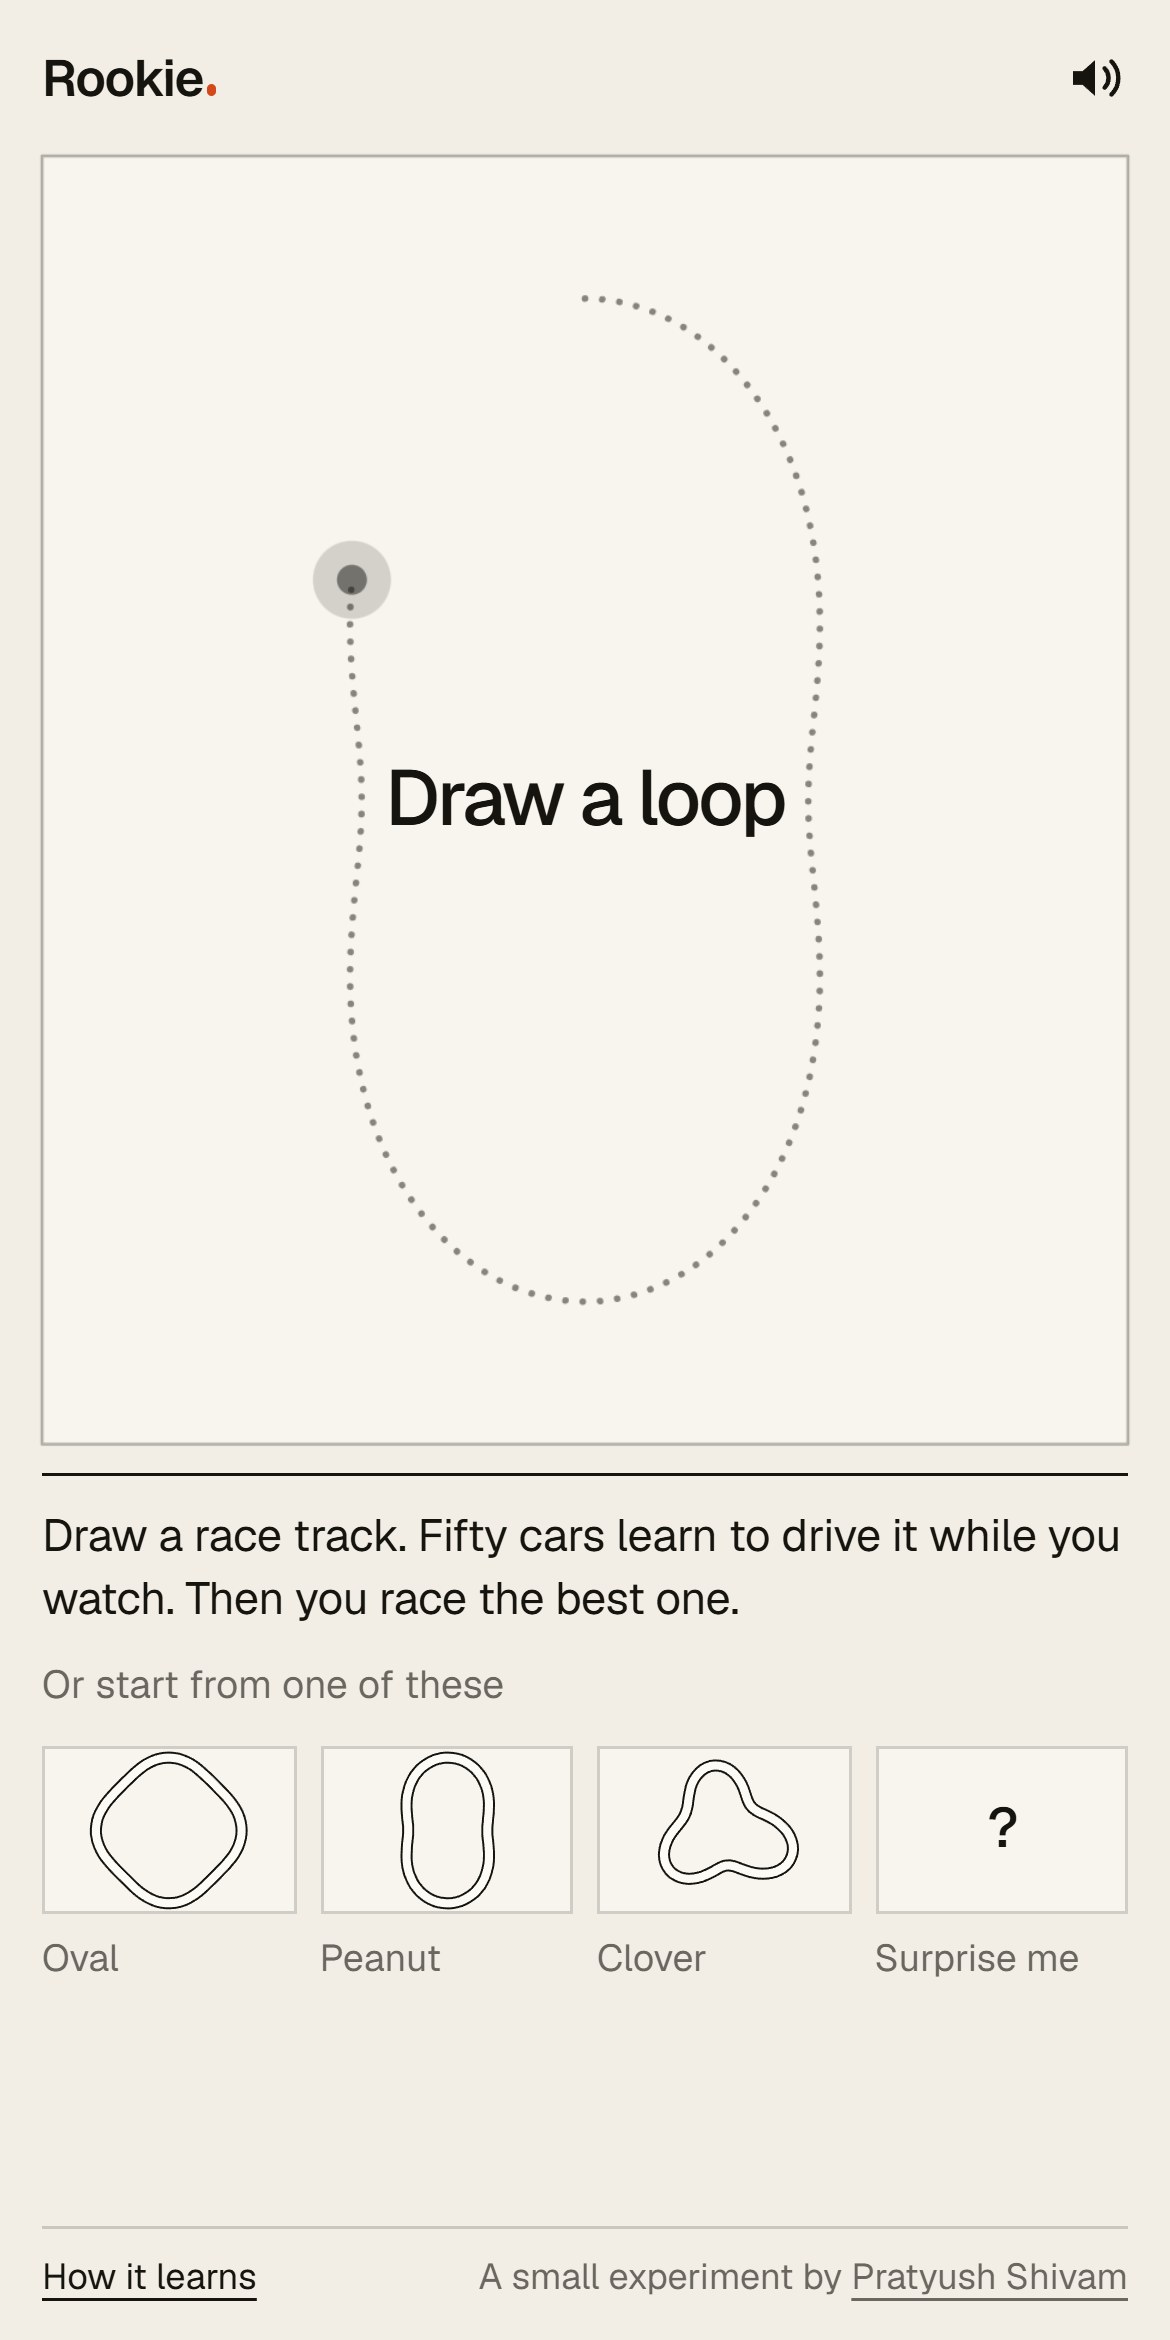 Rookie.
Draw a loop
Draw a race track. Fifty cars learn to drive it while you
watch. Then you race the best one.
Or start from one of these
?
Oval
Peanut
Clover
Surprise me
How it learns
A small experiment by Pratyush Shivam